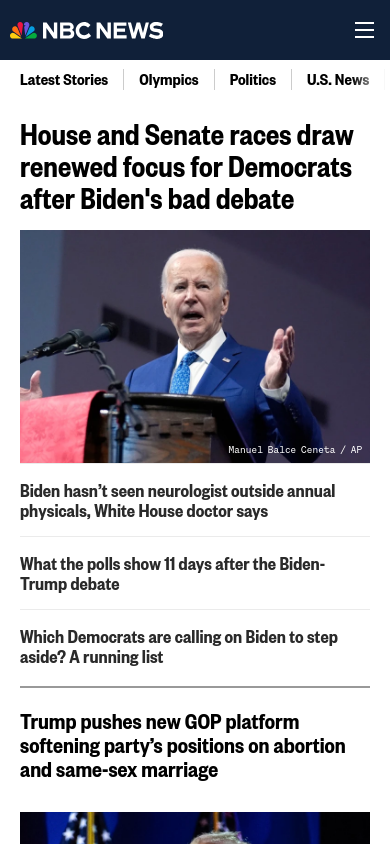 NBC NEWS
Latest Stories
Olympics
Politics
U.S. News
House and Senate races draw
renewed focus for Democrats
after Biden's bad debate
Manuel Balce Ceneta / AP
Biden hasn’t seen neurologist outside annual
physicals, White House doctor says
What the polls show 11 days after the Biden-
Trump debate
Which Democrats are calling on Biden to step
aside? A running list
Trump pushes new GOP platform
softening party’s positions on abortion
and same-sex marriage